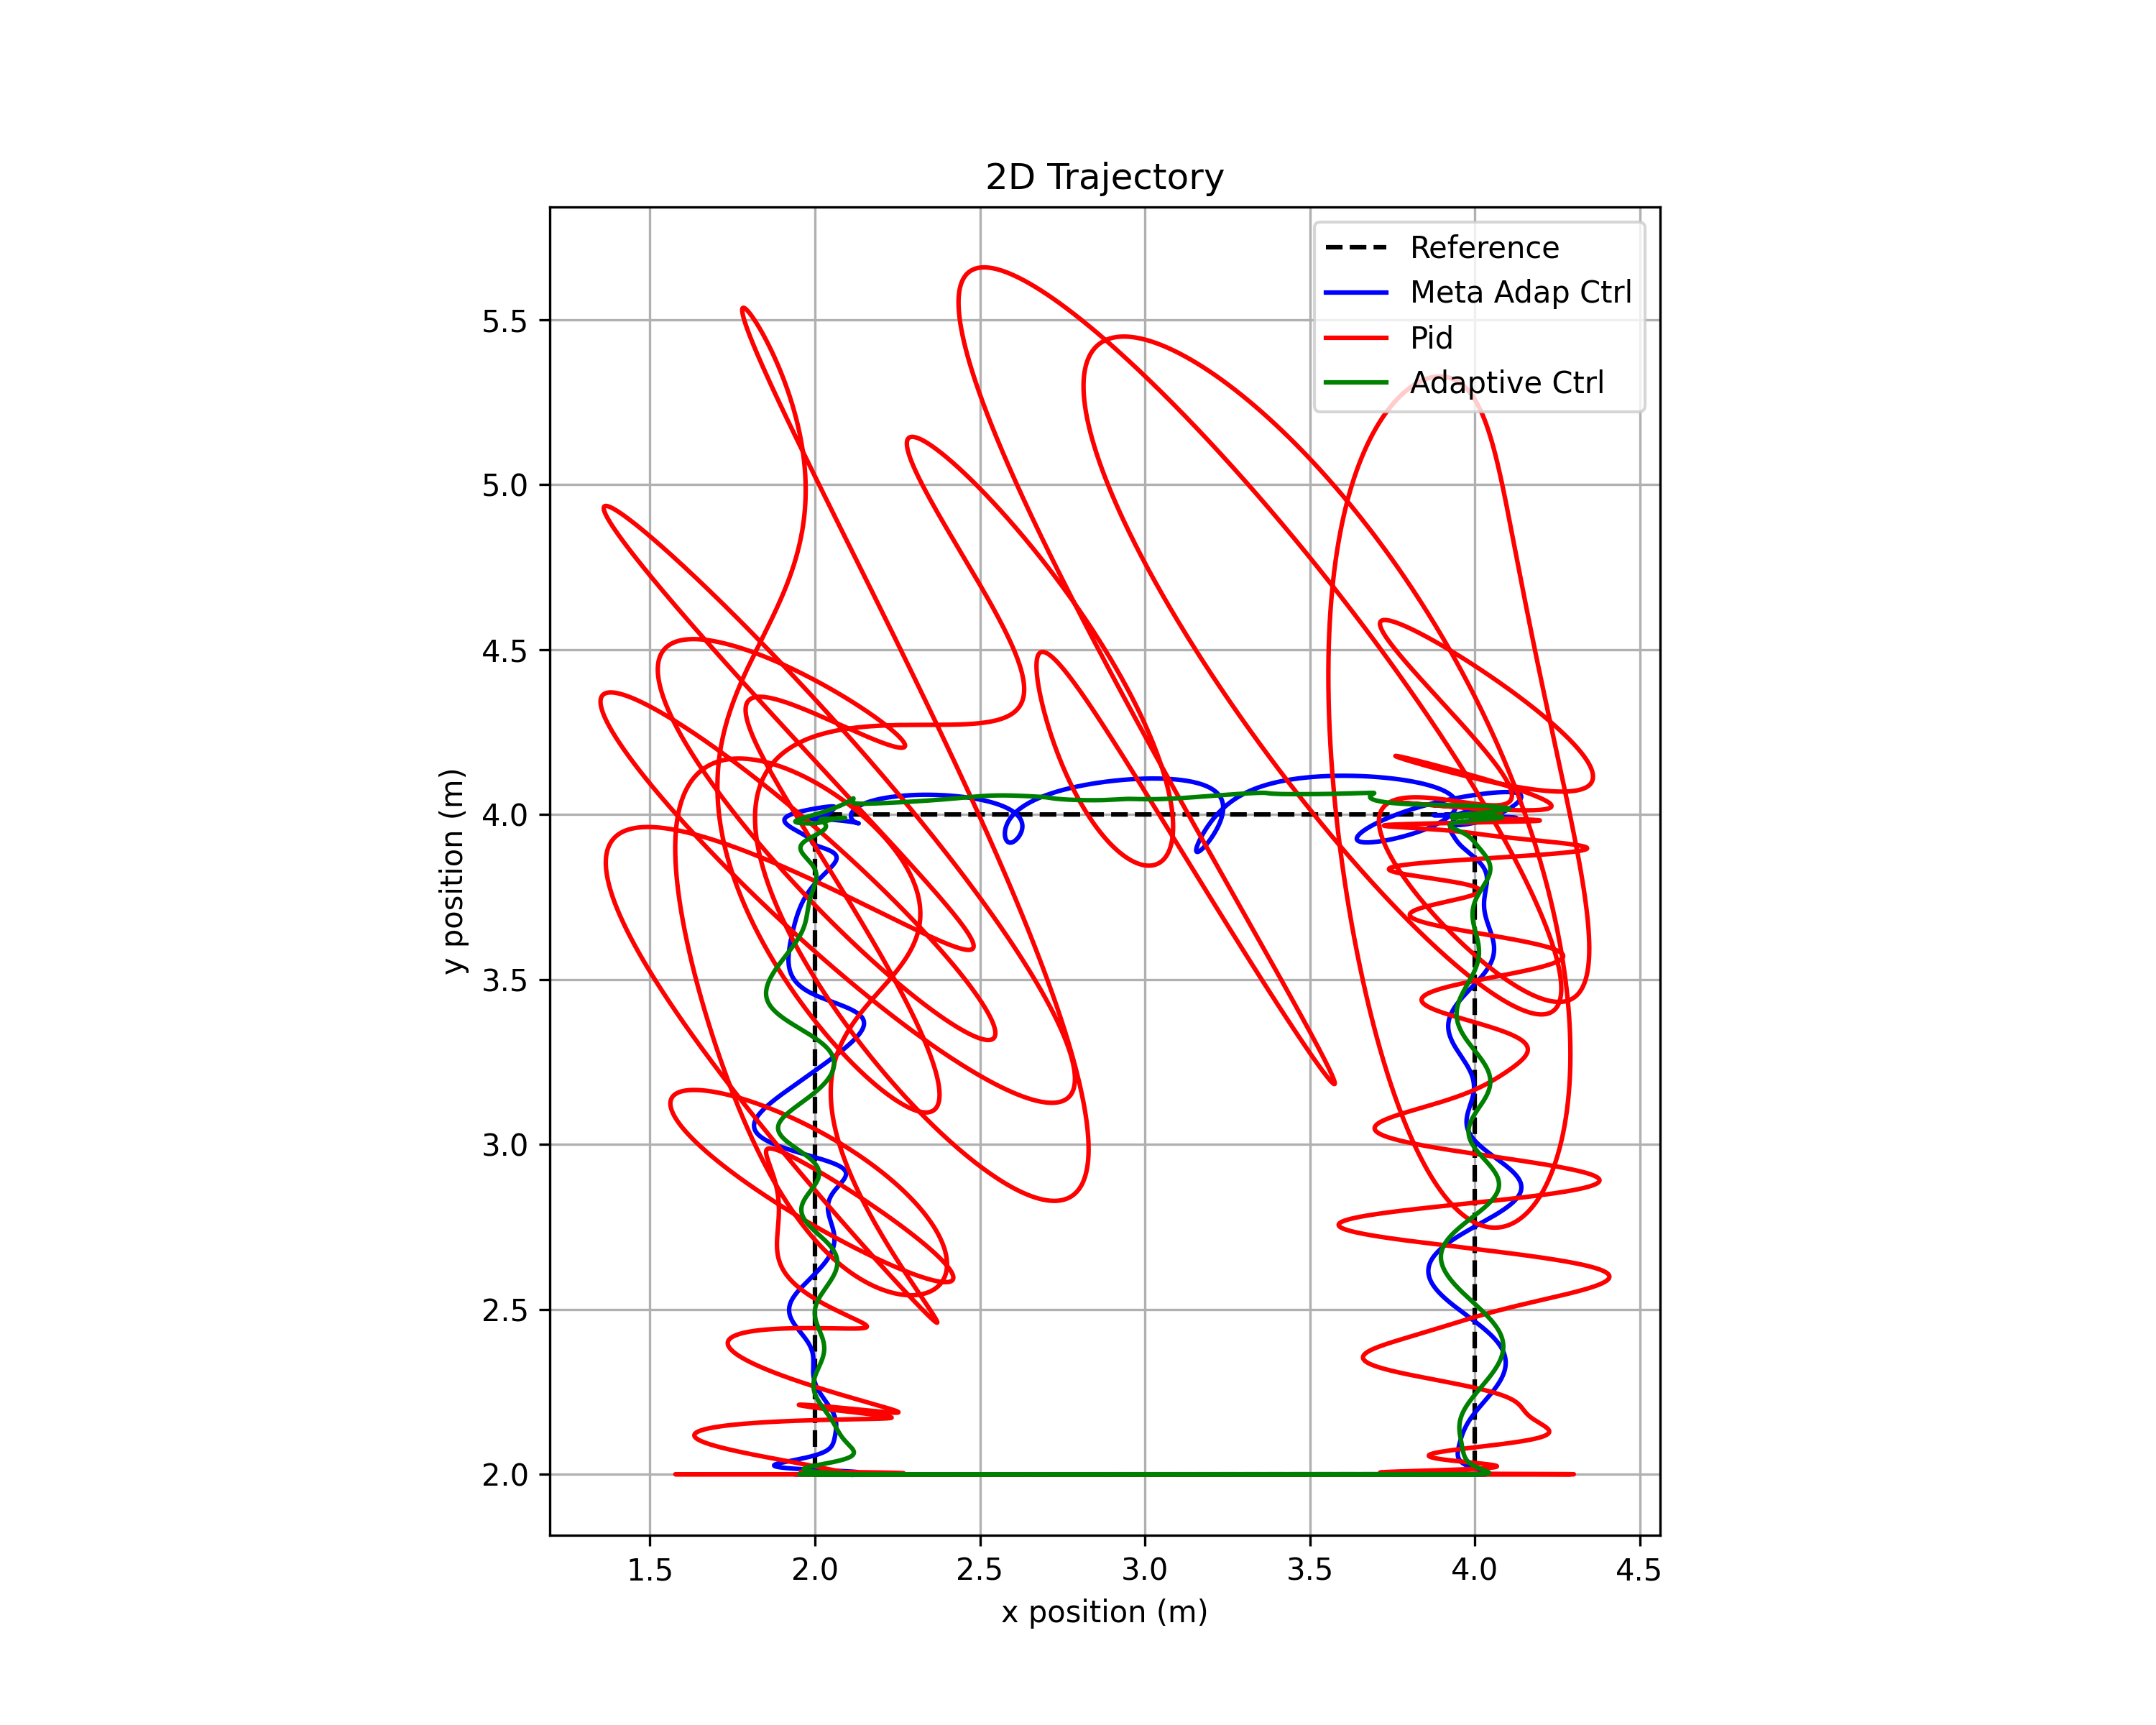 2D Trajectory
Reference
Meta Adap Ctrl
Pid
Adaptive Ctrl
5.5
5.0
4.5
4.0
3.5
3.0
2.5
2.0
y position (m)
1.5 2.0 2.5 3.0 3.5 4.0 4.5
x position (m)